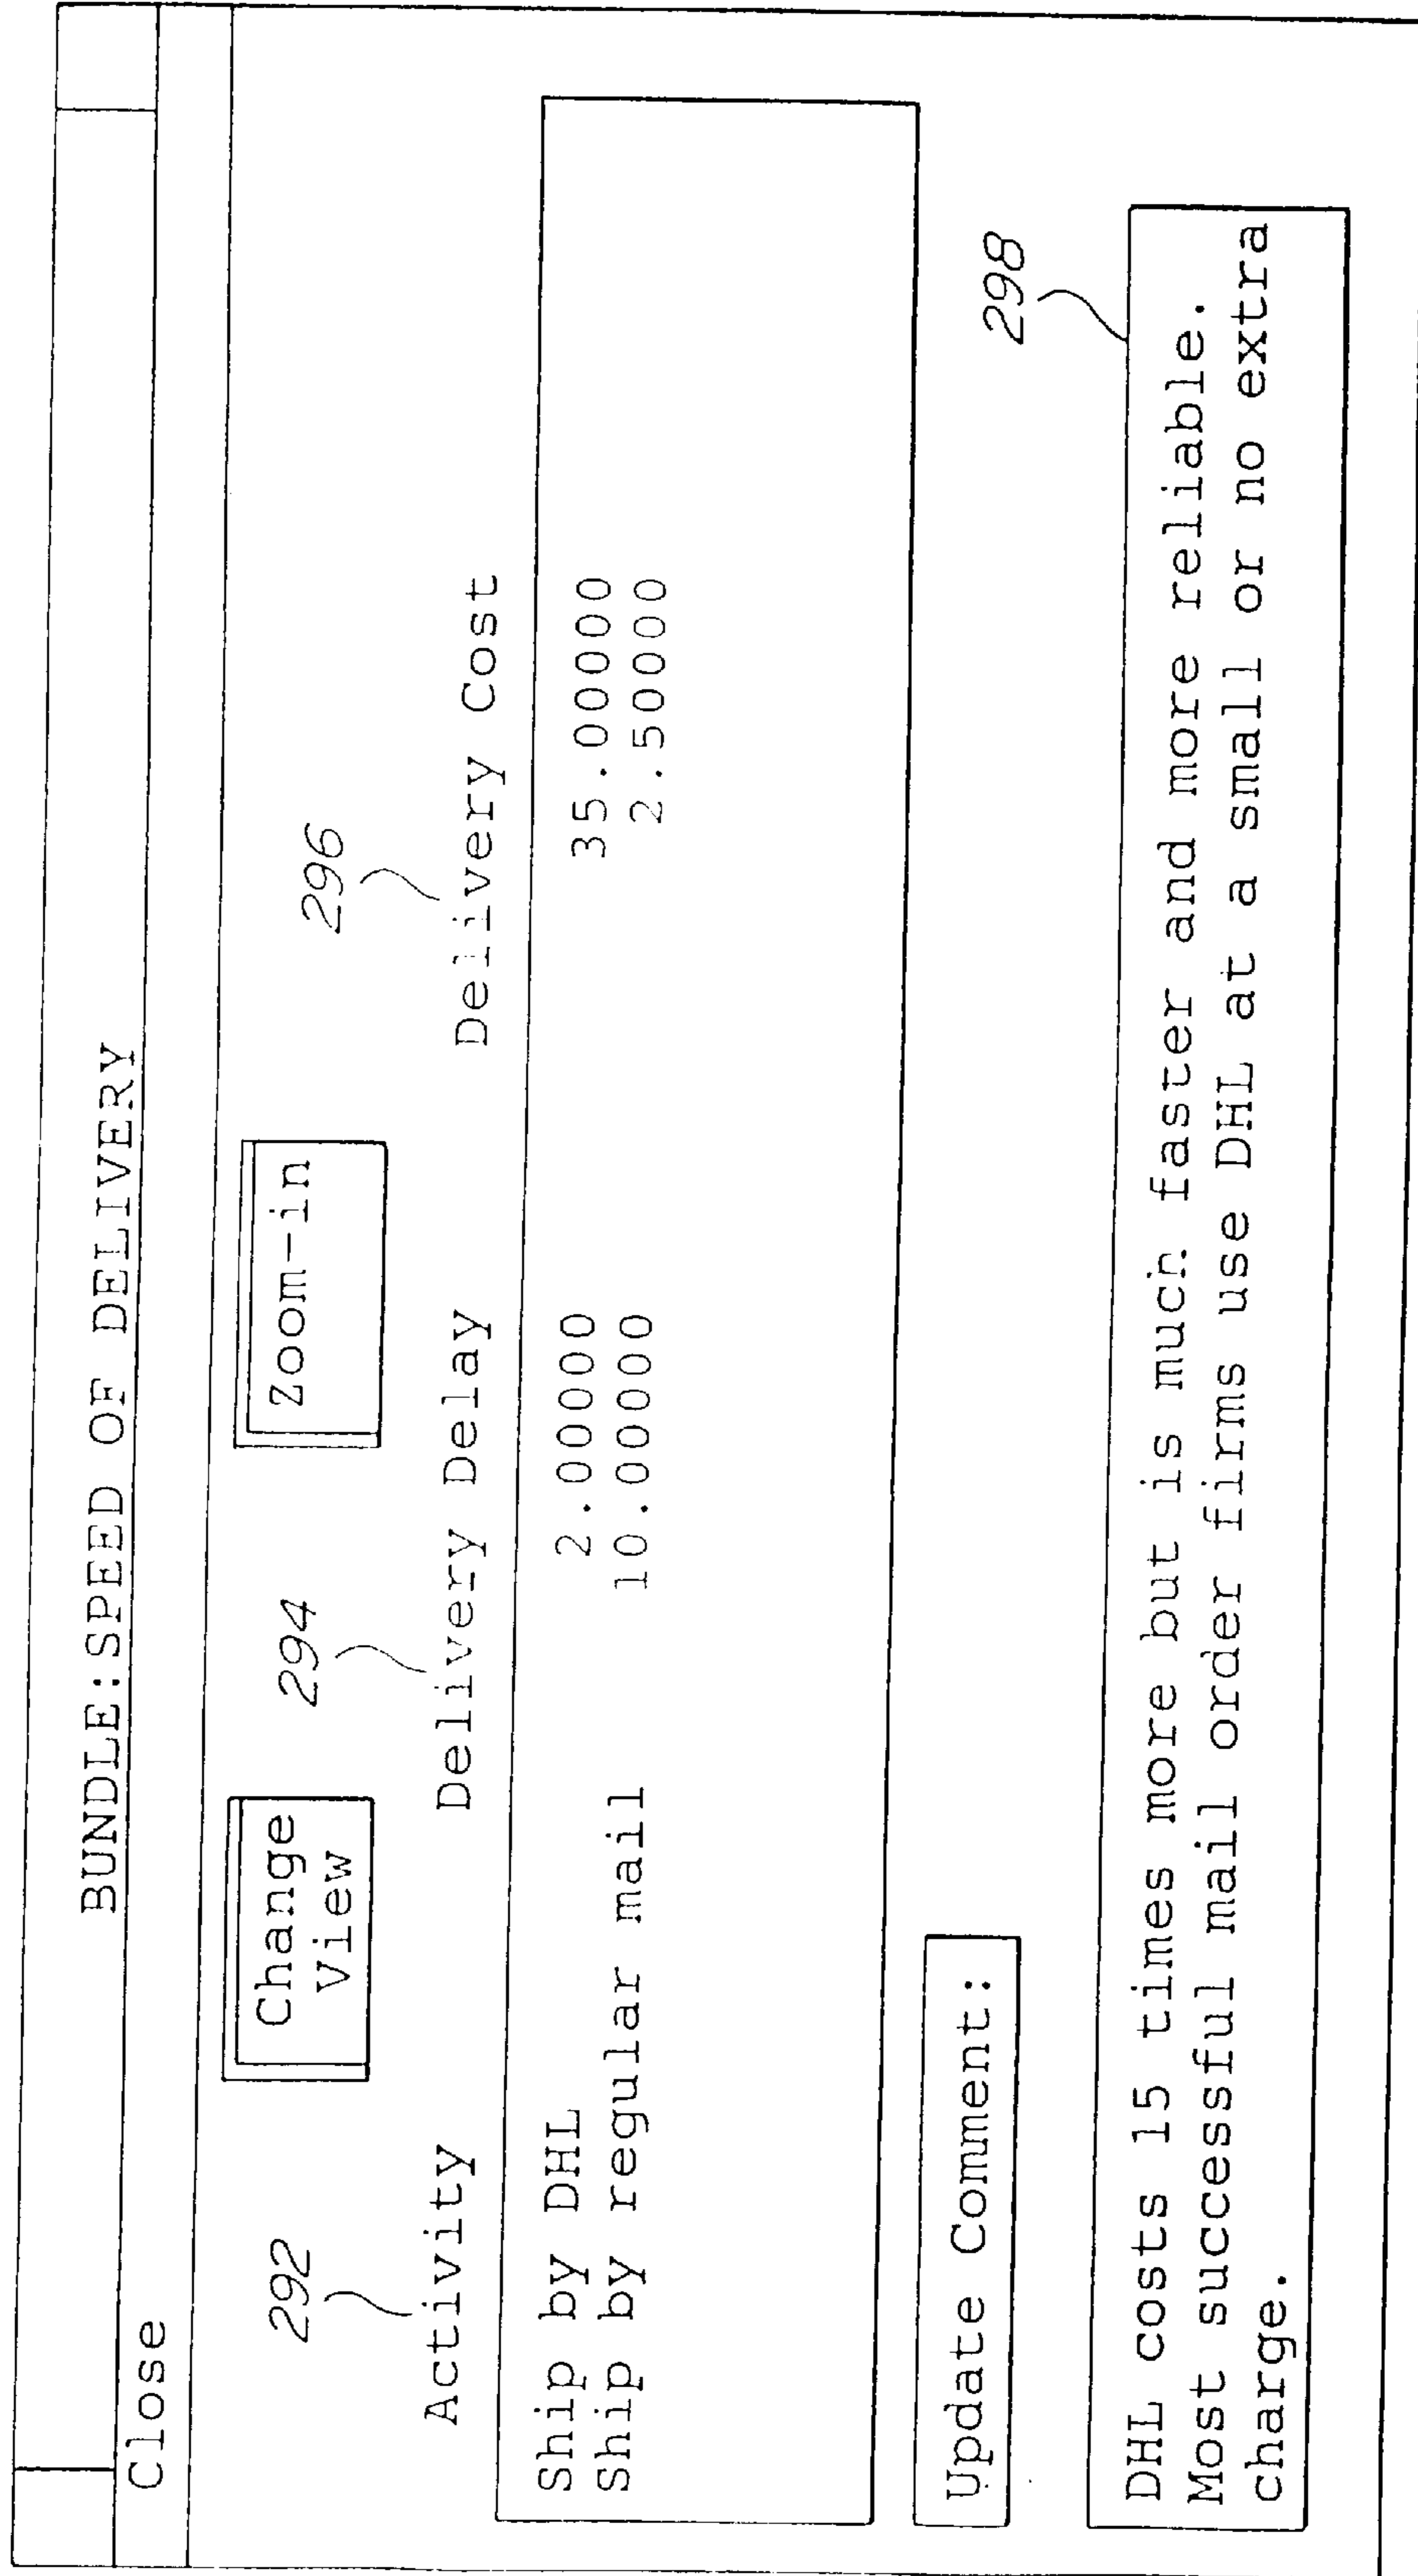 BUNDLE:SPEED OF DELIVERY
Close
Change
View
Zoom-in
292
294
296
Activity Delivery Delay Delivery Cost
Ship by DHL 2.00000 35.00000
Ship by regular mail 10.00000 2.50000
Update Comment:
298
DHL costs 15 times more but is much faster and more reliable.
Most successful mail order firms use DHL at a small or no extra
charge.